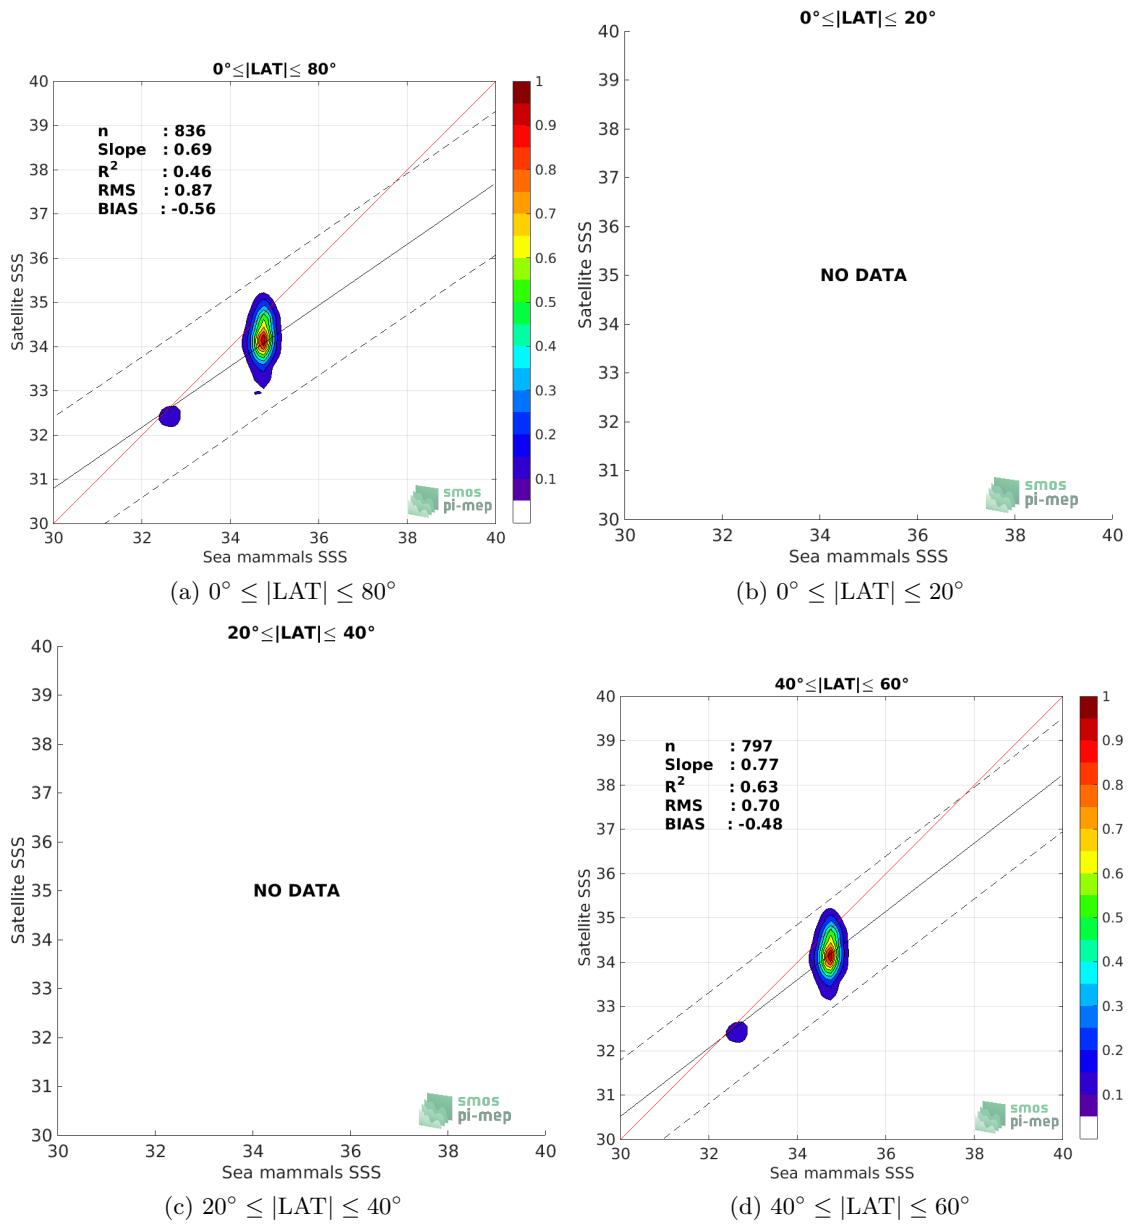 0°≤|LAT|≤ 80°
40
39
38
37
36
35
34
33
32
31
30
Satellite SSS
n : 836
Slope : 0.69
R2 : 0.46
RMS : 0.87
BIAS : -0.56
smos
pi-mep
30 32 34 36 38 40
Sea mammals SSS
1
0.9
0.8
0.7
0.6
0.5
0.4
0.3
0.2
0.1
(a) 0° ≤ |LAT| ≤ 80°
0°≤|LAT|≤ 20°
40
39
38
37
36
35
34
33
32
31
30
Satellite SSS
NO DATA
smos
pi-mep
30 32 34 36 38 40
Sea mammals SSS
(b) 0° ≤ |LAT| ≤ 20°
20°≤|LAT|≤ 40°
40
39
38
37
36
35
34
33
32
31
30
Satellite SSS
NO DATA
smos
pi-mep
30 32 34 36 38 40
Sea mammals SSS
(c) 20° ≤ |LAT| ≤ 40°
40°≤|LAT|≤ 60°
40
39
38
37
36
35
34
33
32
31
30
Satellite SSS
n : 797
Slope : 0.77
R2 : 0.63
RMS : 0.70
BIAS : -0.48
smos
pi-mep
30 32 34 36 38 40
Sea mammals SSS
1
0.9
0.8
0.7
0.6
0.5
0.4
0.3
0.2
0.1
(d) 40° ≤ |LAT| ≤ 60°